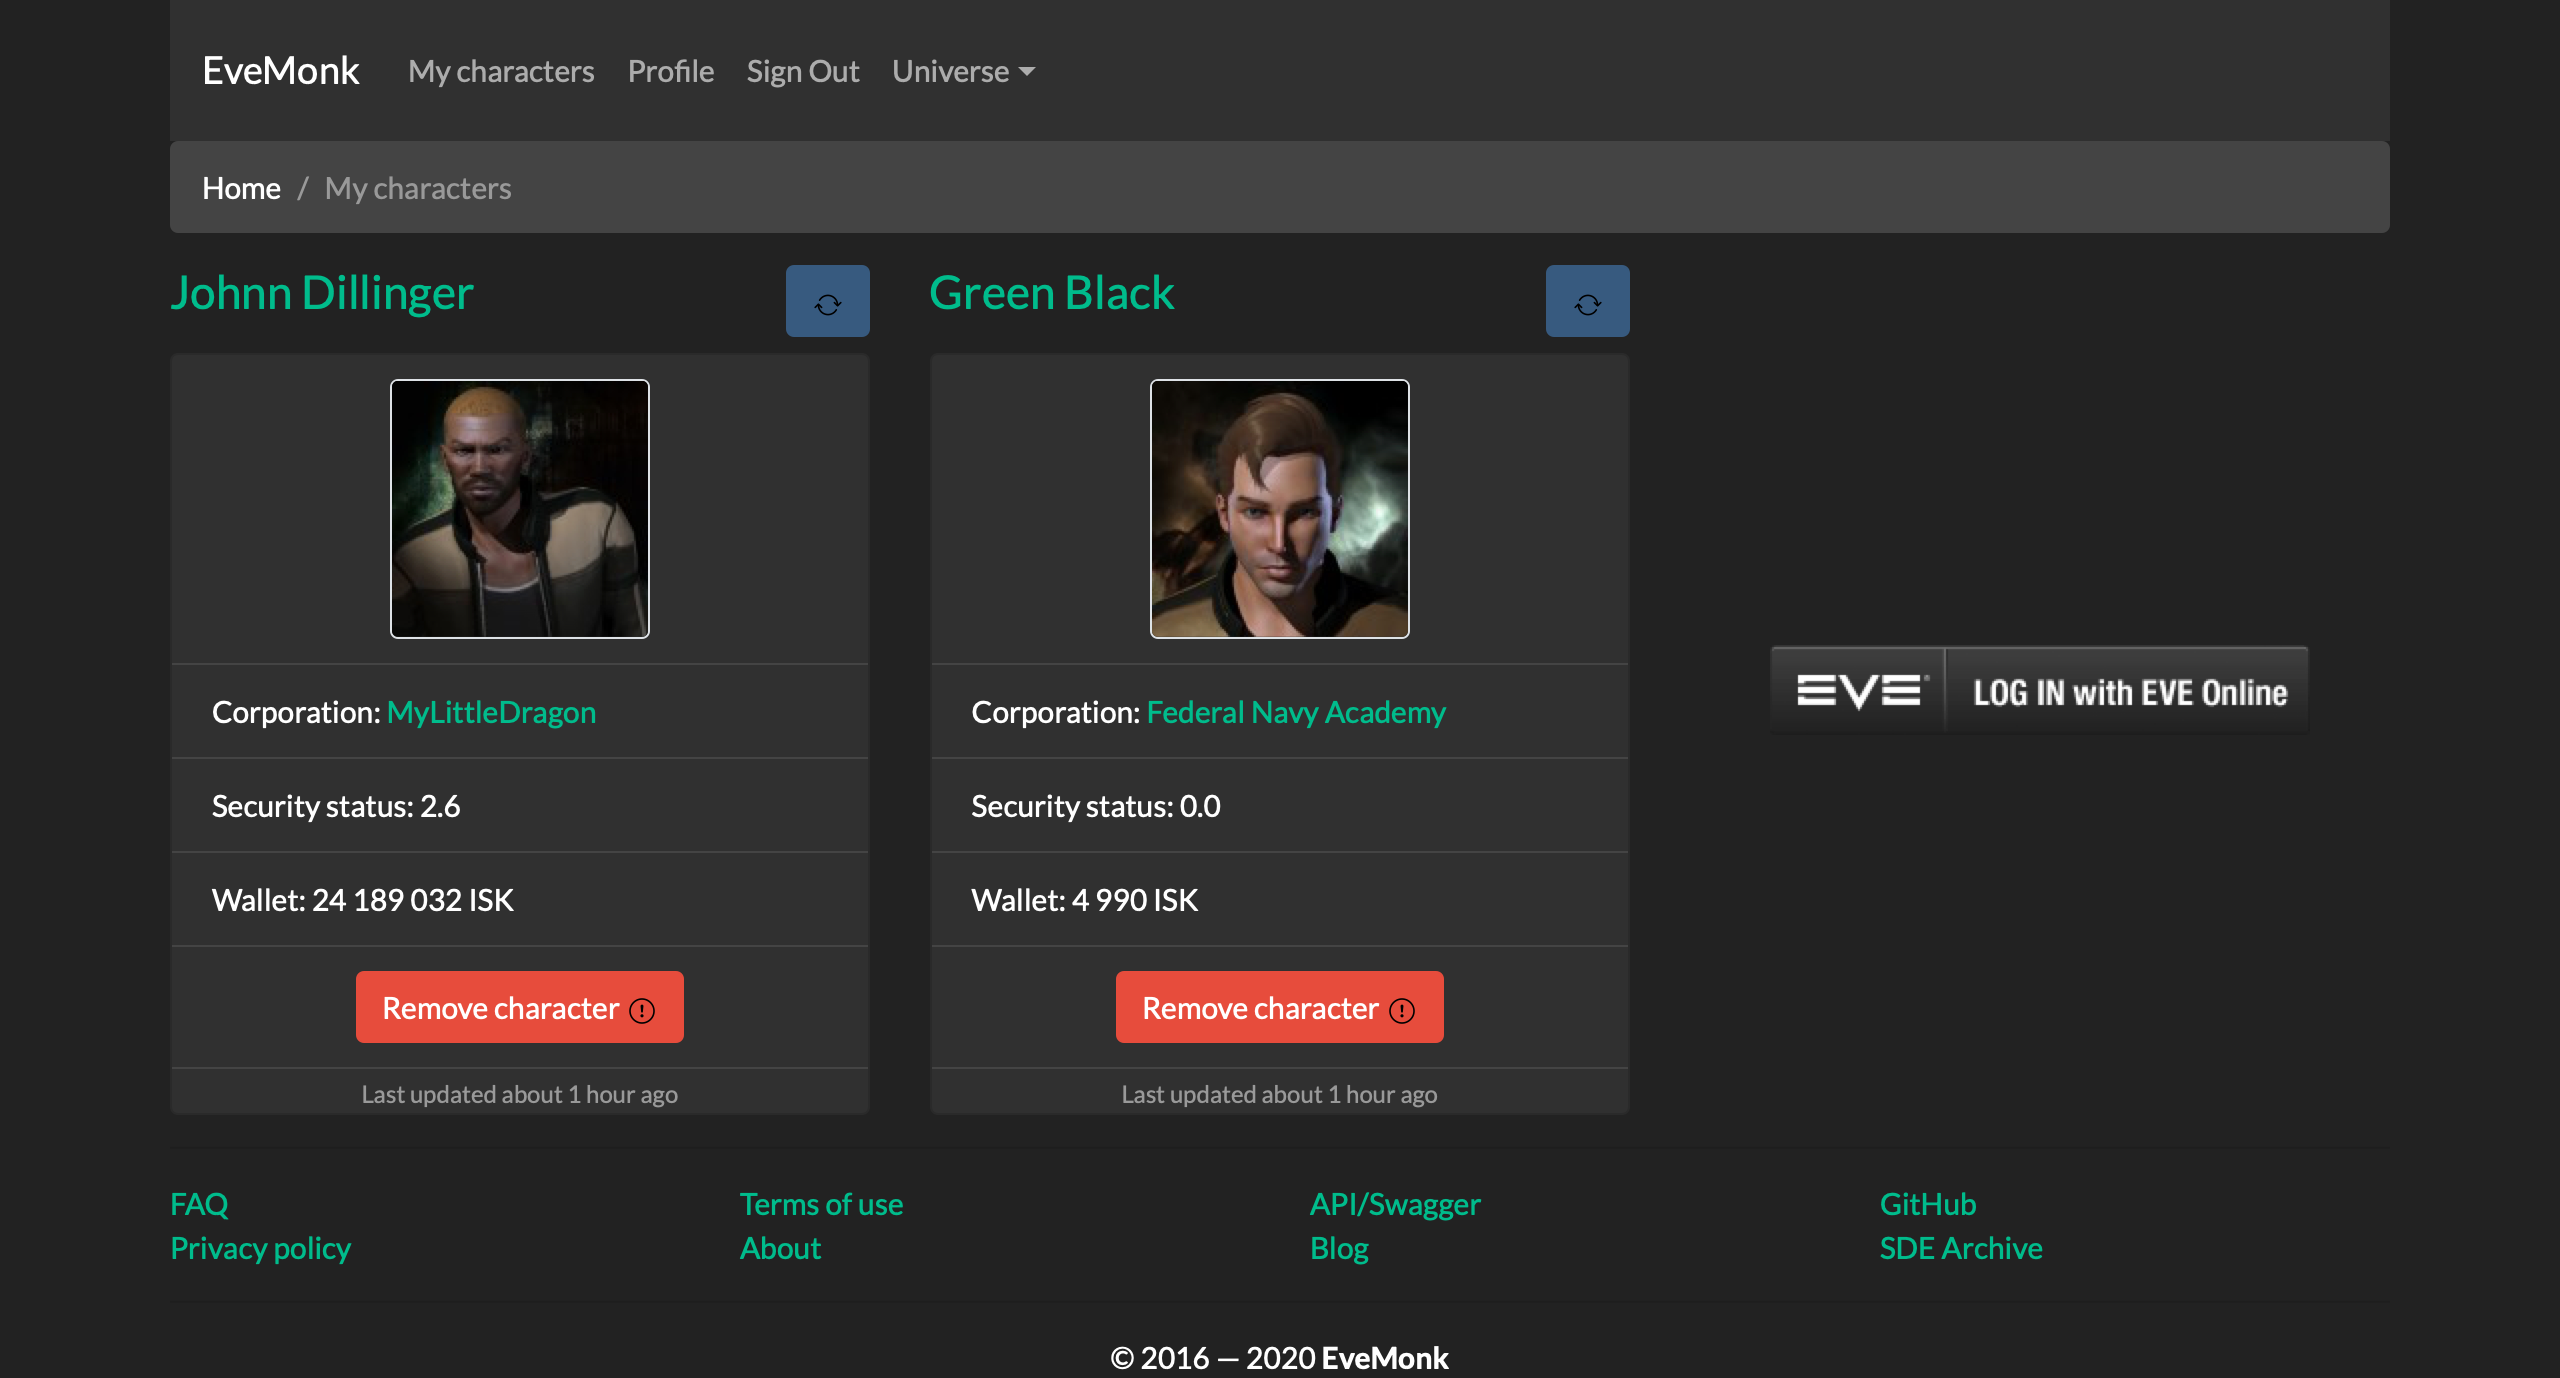 EveMonk My characters Profile Sign Out Universe
Home / My characters
Johnn Dillinger
Corporation: MyLittleDragon
Security status: 2.6
Wallet: 24 189 032 ISK
Remove character
Last updated about 1 hour ago
Green Black
Corporation: Federal Navy Academy
Security status: 0.0
Wallet: 4 990 ISK
Remove character
Last updated about 1 hour ago
EVE LOG IN with EVE Online
FAQ
Privacy policy
Terms of use
About
API/Swagger
Blog
GitHub
SDE Archive
© 2016 — 2020 EveMonk